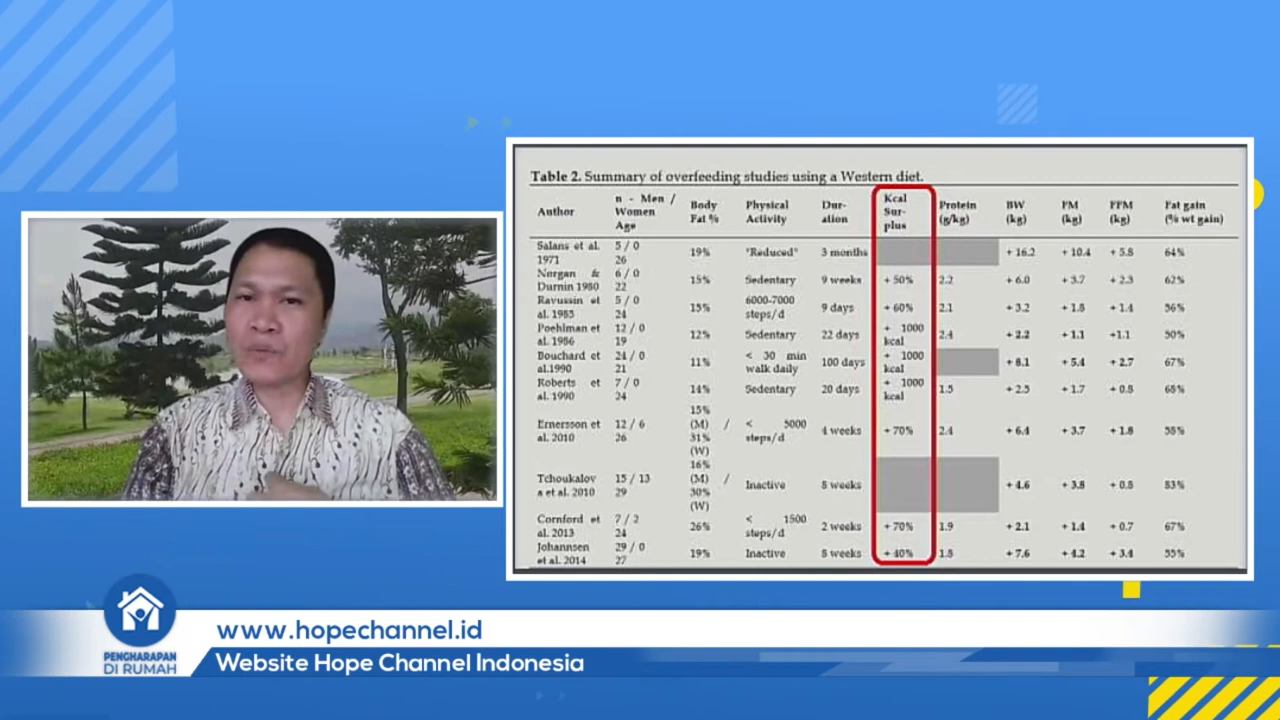 Table 2. Summary of overfeeding studies using a Western diet.
Author
n - Men /
Women
Age
Body
Fat %
Physical
Activity
Dur-
ation
Kcal
Sur-
plus
Protein
(g/kg)
BW
(kg)
FM
(kg)
FFM
(kg)
Fat gain
(% wt gain)
Salans et al.
1971
5 / 0
26
19%
"Reduced"
3 months
+ 16.2
+ 10.4
+ 5.8
64%
Norgan &
Durnin 1980
6 / 0
22
15%
Sedentary
9 weeks
+ 50%
2.2
+ 6.0
+ 3.7
+ 2.3
62%
Ravussin et
al. 1985
5 / 0
24
15%
6000-7000
steps/d
9 days
+ 60%
2.1
+ 3.2
+ 1.8
+ 1.4
56%
Poehlman et
al. 1986
12 / 0
19
12%
Sedentary
22 days
+ 1000
kcal
2.4
+ 2.2
+ 1.1
+1.1
50%
Bouchard et
al.1990
24 / 0
21
11%
< 30 min
walk daily
100 days
+ 1000
kcal
+ 8.1
+ 5.4
+ 2.7
67%
Roberts et
al. 1990
7 / 0
24
14%
Sedentary
20 days
+ 1000
kcal
1.5
+ 2.5
+ 1.7
+ 0.8
68%
Ernersson et
al. 2010
12 / 6
26
15%
(M) /
31%
(W)
< 5000
steps/d
4 weeks
+ 70%
2.4
+ 6.4
+ 3.7
+ 1.8
58%
Tchoukalov
a et al. 2010
15 / 13
29
16%
(M) /
30%
(W)
Inactive
8 weeks
+ 4.6
+ 3.8
+ 0.8
83%
Cornford et
al. 2013
7 / 2
24
26%
< 1500
steps/d
2 weeks
+ 70%
1.9
+ 2.1
+ 1.4
+ 0.7
67%
Johannsen
et al. 2014
29 / 0
27
19%
Inactive
8 weeks
+ 40%
1.8
+ 7.6
+ 4.2
+ 3.4
55%
PENGHARAPAN
DI RUMAH
www.hopechannel.id
Website Hope Channel Indonesia